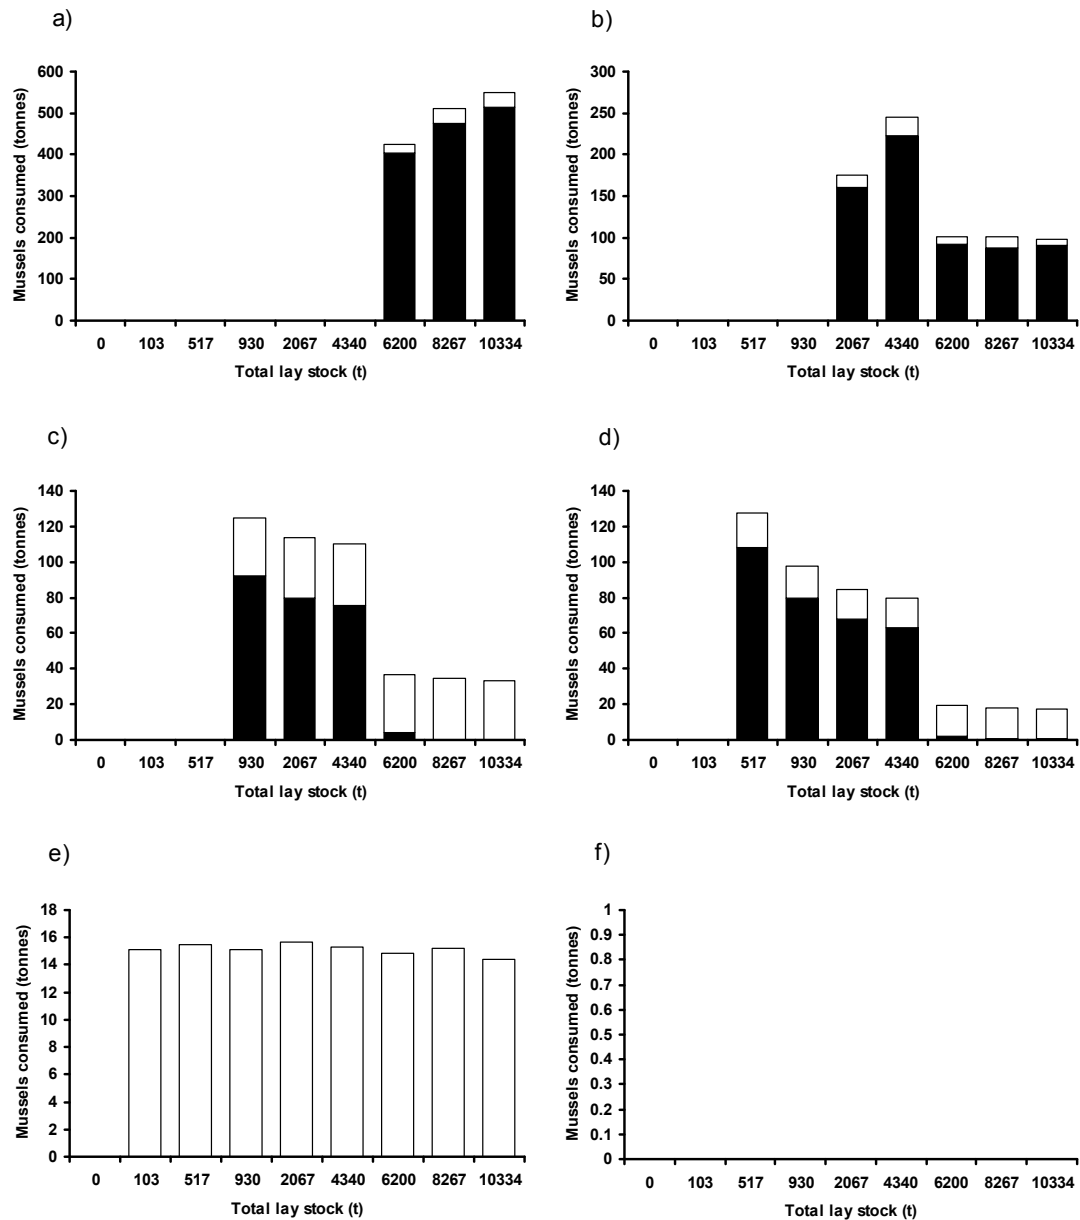 a)
600
500
400
300
200
100
0
Mussels consumed (tonnes)
0 103 517 930 2067 4340 6200 8267 10334
Total lay stock (t)
b)
300
250
200
150
100
50
0
Mussels consumed (tonnes)
0 103 517 930 2067 4340 6200 8267 10334
Total lay stock (t)
c)
140
120
100
80
60
40
20
0
Mussels consumed (tonnes)
0 103 517 930 2067 4340 6200 8267 10334
Total lay stock (t)
d)
140
120
100
80
60
40
20
0
Mussels consumed (tonnes)
0 103 517 930 2067 4340 6200 8267 10334
Total lay stock (t)
e)
18
16
14
12
10
8
6
4
2
0
Mussels consumed (tonnes)
0 103 517 930 2067 4340 6200 8267 10334
Total lay stock (t)
f)
1
0.9
0.8
0.7
0.6
0.5
0.4
0.3
0.2
0.1
0
Mussels consumed (tonnes)
0 103 517 930 2067 4340 6200 8267 10334
Total lay stock (t)